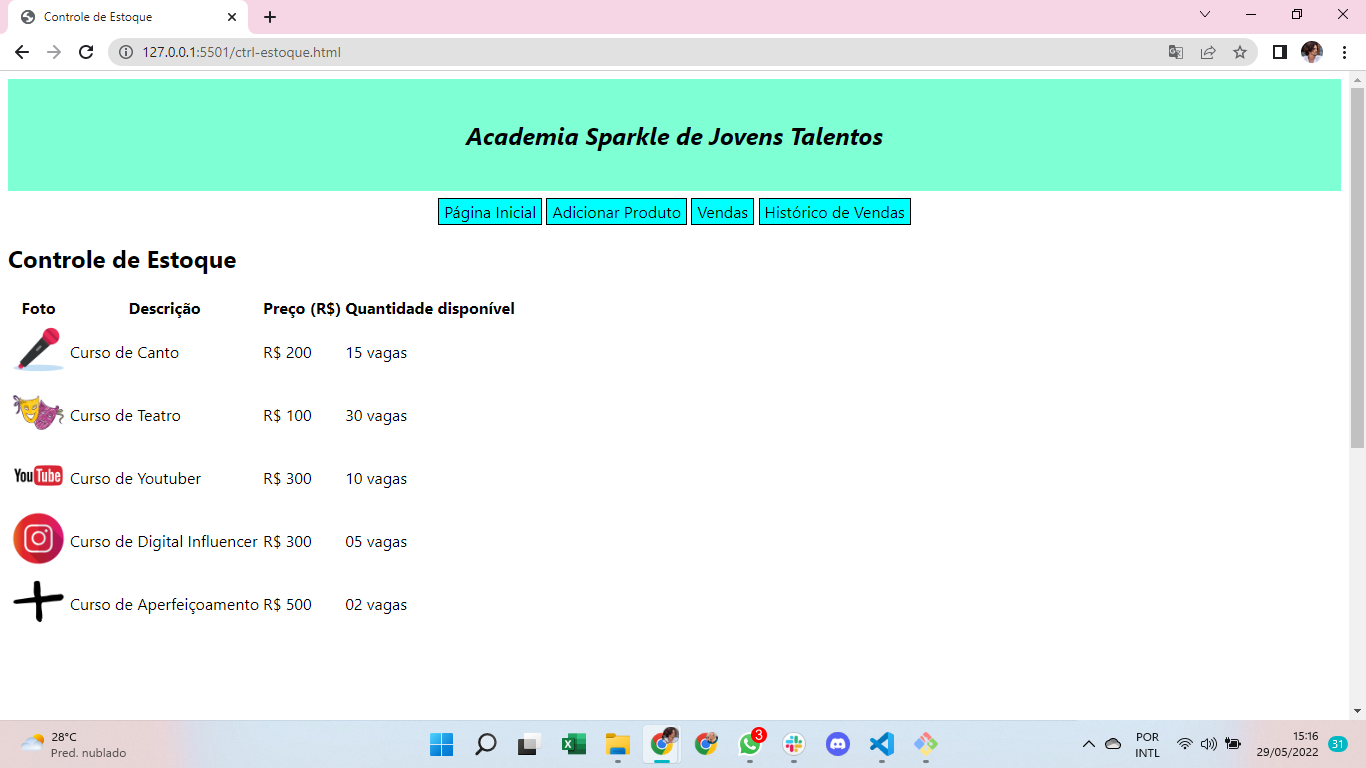 Controle de Estoque
127.0.0.1:5501/ctrl-estoque.html
Academia Sparkle de Jovens Talentos
Página Inicial Adicionar Produto Vendas Histórico de Vendas
Controle de Estoque
Foto Descrição Preço (R$) Quantidade disponível
Curso de Canto R$ 200 15 vagas
Curso de Teatro R$ 100 30 vagas
YouTube Curso de Youtuber R$ 300 10 vagas
Curso de Digital Influencer R$ 300 05 vagas
Curso de Aperfeiçoamento R$ 500 02 vagas
28°C
Pred. nublado
3
POR
INTL
15:16
29/05/2022
31